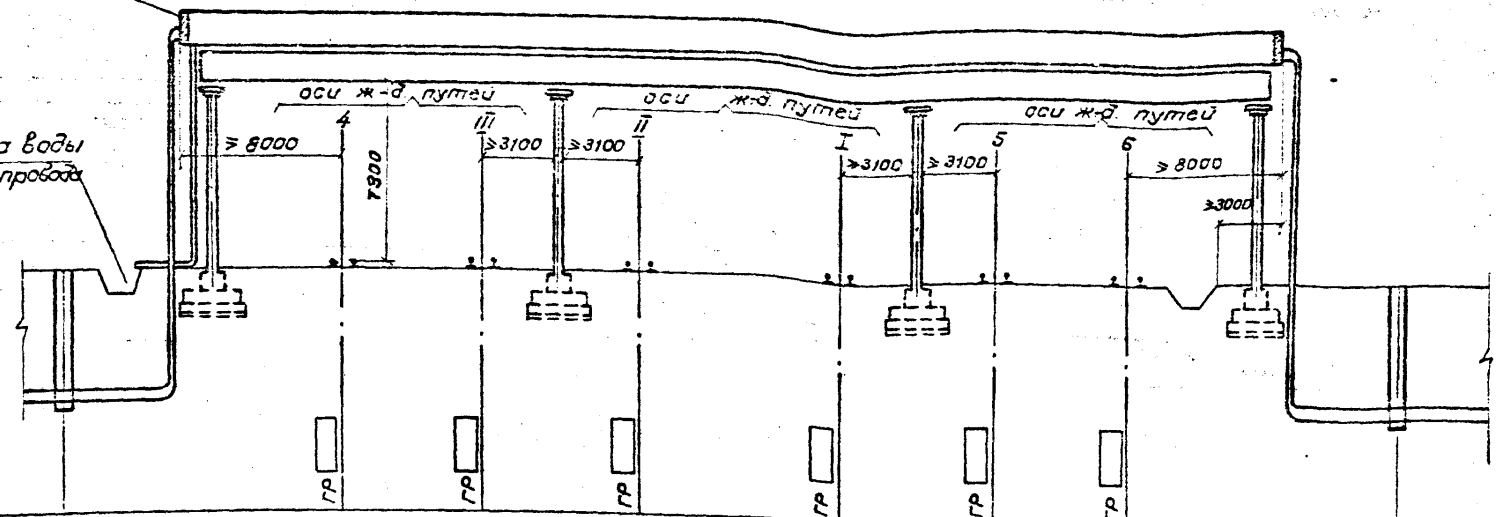 оси ж-д. путей
оси ж-д. путей
оси ж-д. путей
4
III
II
I
5
6
а воды
провода
≥ 8000
≥3100
≥3100
≥3100
≥3100
≥ 8000
7900
≥3000
ГР
ГР
ГР
ГР
ГР
ГР